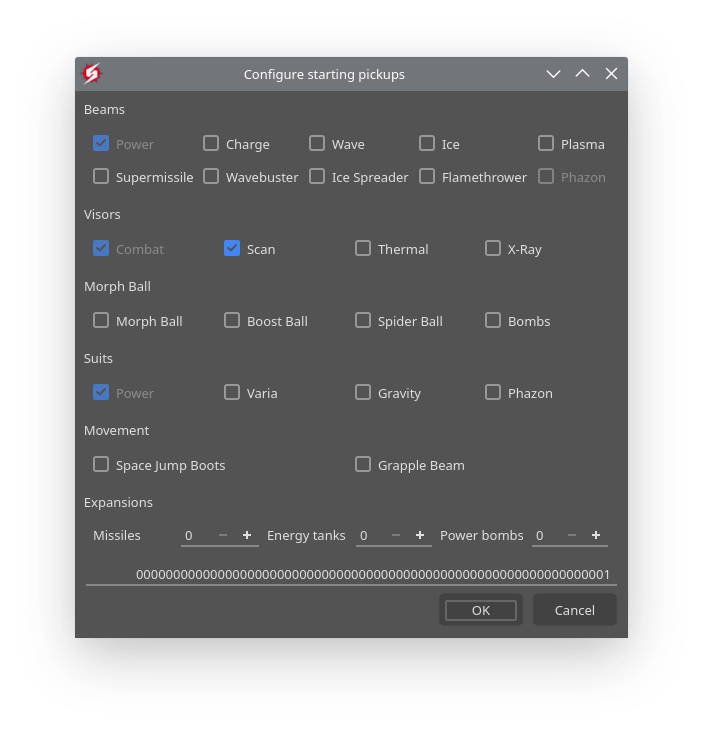 Configure starting pickups
Beams
Power Charge Wave Ice Plasma
Supermissile Wavebuster Ice Spreader Flamethrower Phazon
Visors
Combat Scan Thermal X-Ray
Morph Ball
Morph Ball Boost Ball Spider Ball Bombs
Suits
Power Varia Gravity Phazon
Movement
Space Jump Boots Grapple Beam
Expansions
Missiles 0 − + Energy tanks 0 − + Power bombs 0 − +
0000000000000000000000000000000000000000000000000000000000000001
OK Cancel